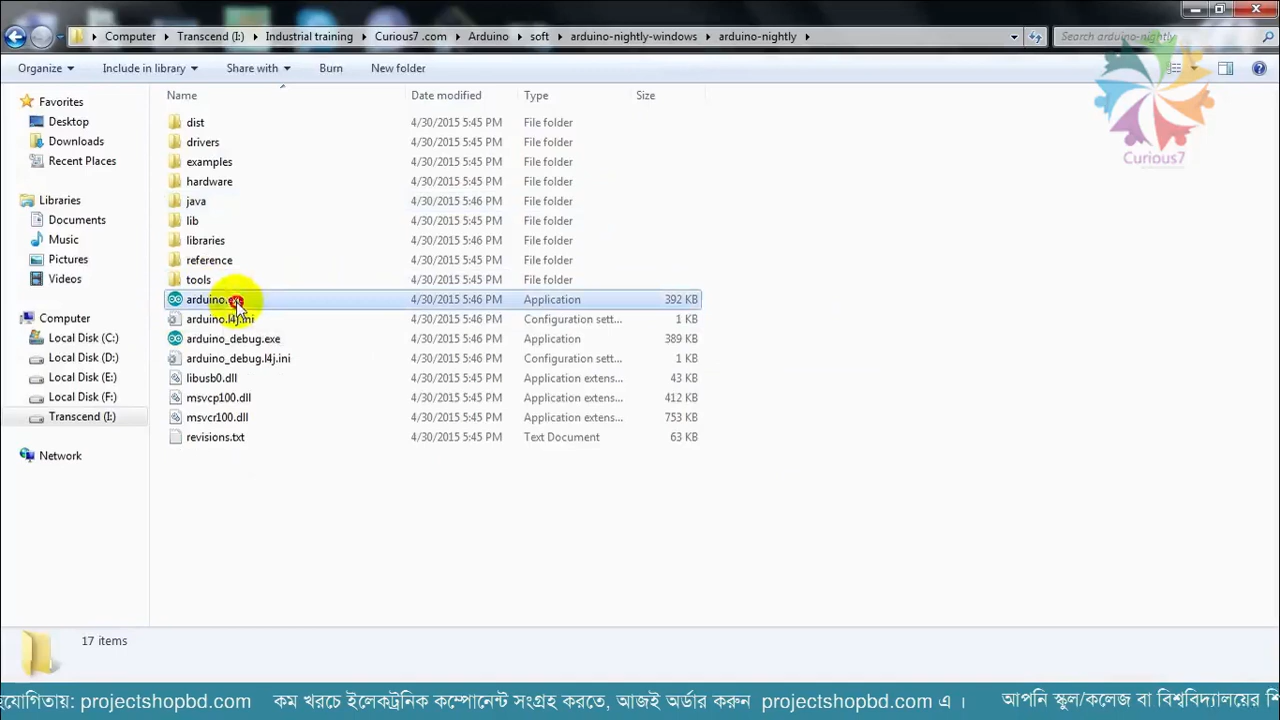 Computer Transcend (I:) Industrial training Curious7 .com Arduino soft arduino-nightly-windows arduino-nightly Search arduino-nightly
Organize Include in library Share with Burn New folder
Curious7
Name Date modified Type Size
Favorites
Desktop
Downloads
Recent Places
Libraries
Documents
Music
Pictures
Videos
Computer
Local Disk (C:)
Local Disk (D:)
Local Disk (E:)
Local Disk (F:)
Transcend (I:)
Network
dist 4/30/2015 5:45 PM File folder
drivers 4/30/2015 5:45 PM File folder
examples 4/30/2015 5:45 PM File folder
hardware 4/30/2015 5:45 PM File folder
java 4/30/2015 5:46 PM File folder
lib 4/30/2015 5:46 PM File folder
libraries 4/30/2015 5:46 PM File folder
reference 4/30/2015 5:46 PM File folder
tools 4/30/2015 5:45 PM File folder
4/30/2015 5:46 PM Application 392 KB
arduino.l4j.ini 4/30/2015 5:46 PM Configuration sett... 1 KB
arduino_debug.exe 4/30/2015 5:46 PM Application 389 KB
arduino_debug.l4j.ini 4/30/2015 5:46 PM Configuration sett... 1 KB
libusb0.dll 4/30/2015 5:45 PM Application extens... 43 KB
msvcp100.dll 4/30/2015 5:45 PM Application extens... 412 KB
msvcr100.dll 4/30/2015 5:45 PM Application extens... 753 KB
revisions.txt 4/30/2015 5:45 PM Text Document 63 KB
17 items
projectshopbd.com কম খরচে ইলেকট্রনিক কম্পোনেন্ট সংগ্রহ করতে, আজই অর্ডার করুন projectshopbd.com এ । আপনি স্কুল/কলেজ বা বিশ্ববিদ্যালয়ের